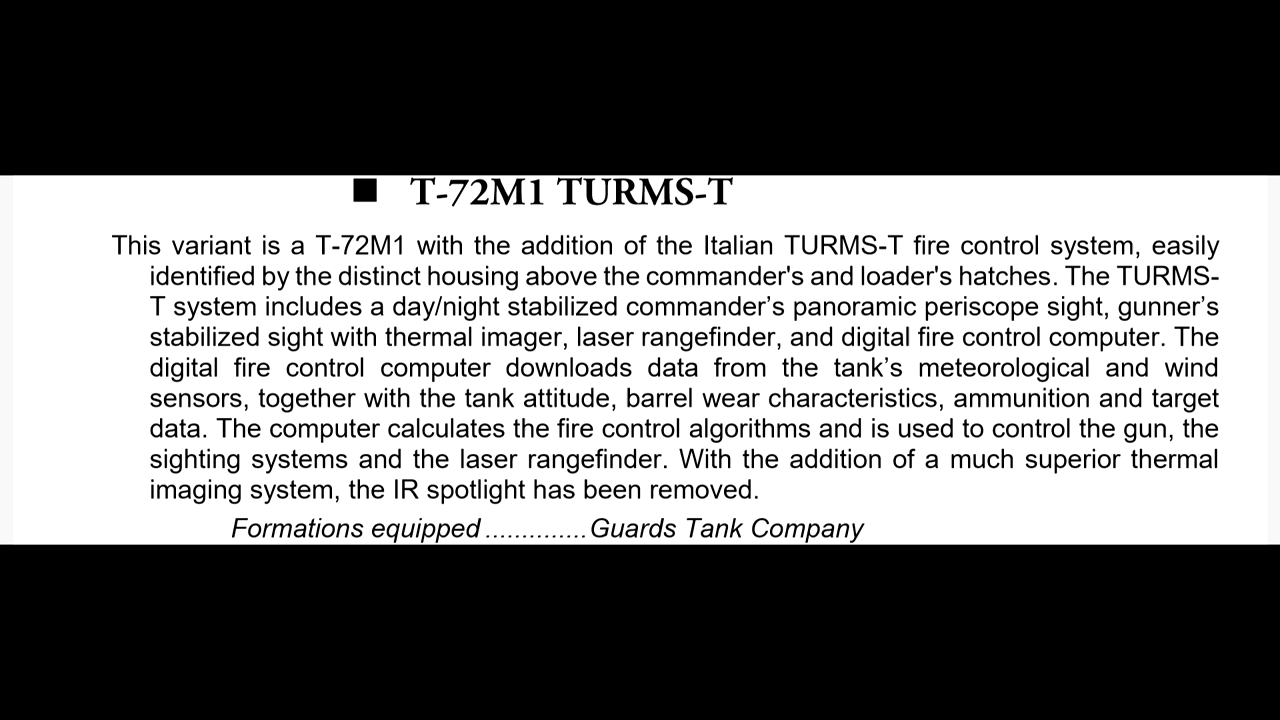 ■ T-72M1 TURMS-T
This variant is a T-72M1 with the addition of the Italian TURMS-T fire control system, easily
identified by the distinct housing above the commander's and loader's hatches. The TURMS-
T system includes a day/night stabilized commander’s panoramic periscope sight, gunner’s
stabilized sight with thermal imager, laser rangefinder, and digital fire control computer. The
digital fire control computer downloads data from the tank’s meteorological and wind
sensors, together with the tank attitude, barrel wear characteristics, ammunition and target
data. The computer calculates the fire control algorithms and is used to control the gun, the
sighting systems and the laser rangefinder. With the addition of a much superior thermal
imaging system, the IR spotlight has been removed.
Formations equipped ..............Guards Tank Company